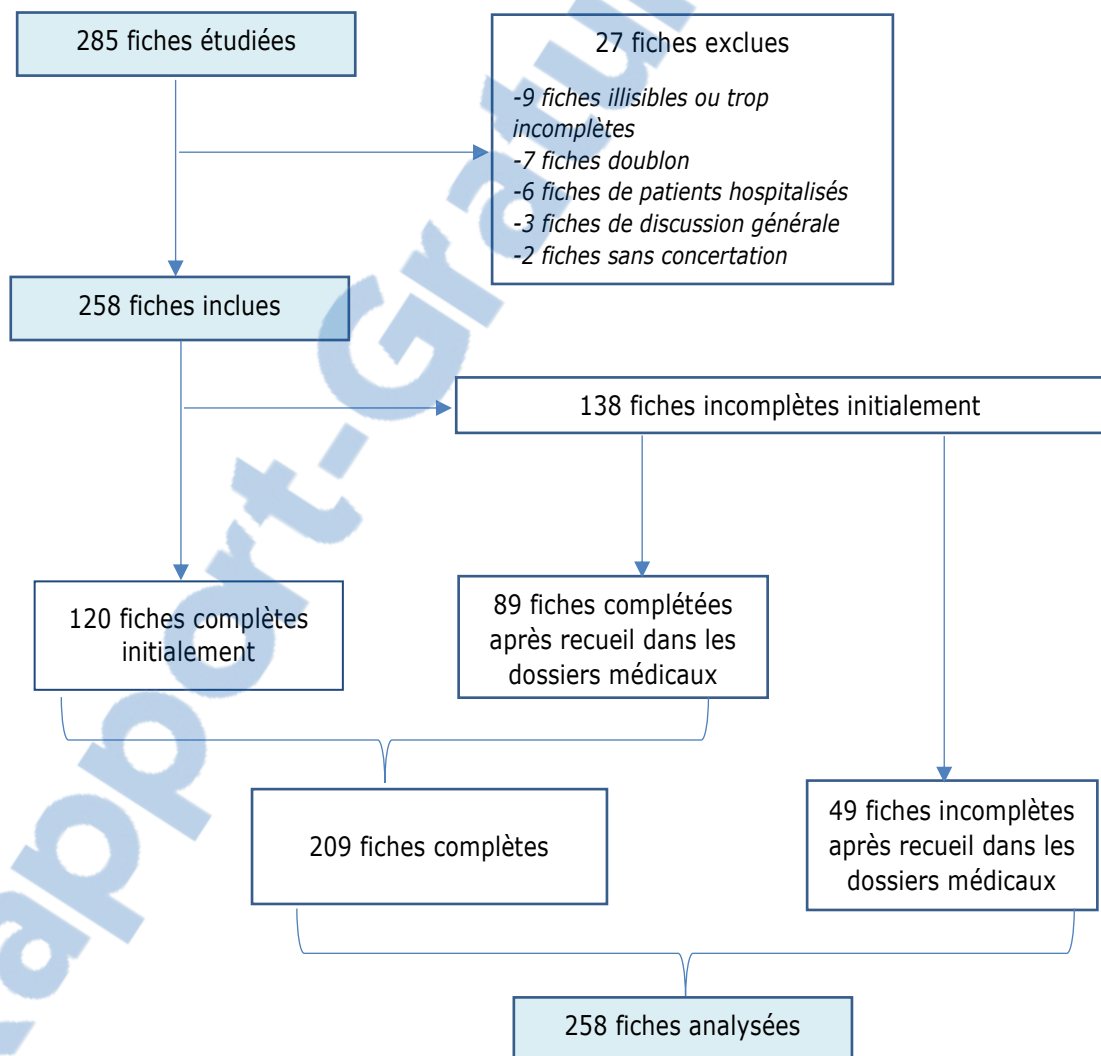 285 fiches étudiées
27 fiches exclues
-9 fiches illisibles ou trop
incomplètes
-7 fiches doublon
-6 fiches de patients hospitalisés
-3 fiches de discussion générale
-2 fiches sans concertation
258 fiches inclues
138 fiches incomplètes initialement
120 fiches complètes
initialement
89 fiches complétées
après recueil dans les
dossiers médicaux
209 fiches complètes
49 fiches incomplètes
après recueil dans les
dossiers médicaux
258 fiches analysées
apport-Gratu